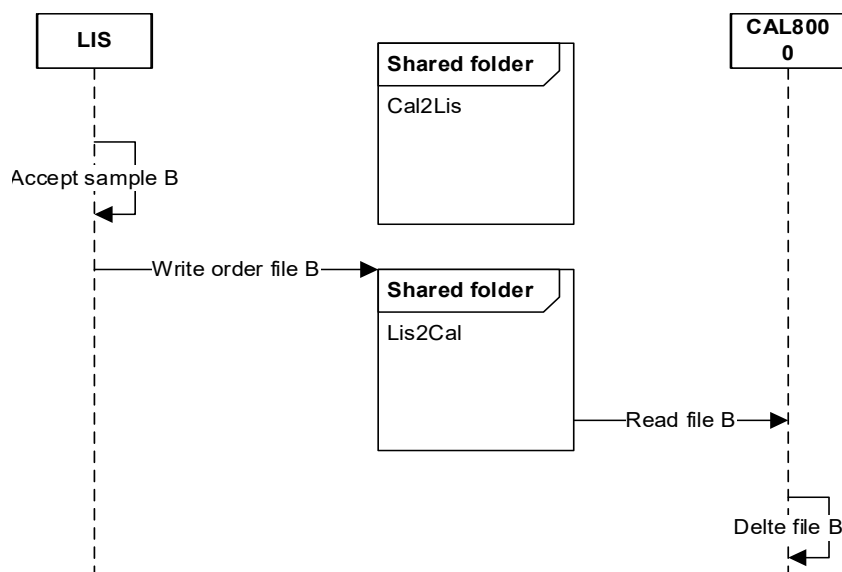 LIS
CAL800
0
Shared folder
Cal2Lis
Accept sample B
Write order file B
Shared folder
Lis2Cal
Read file B
Delte file B